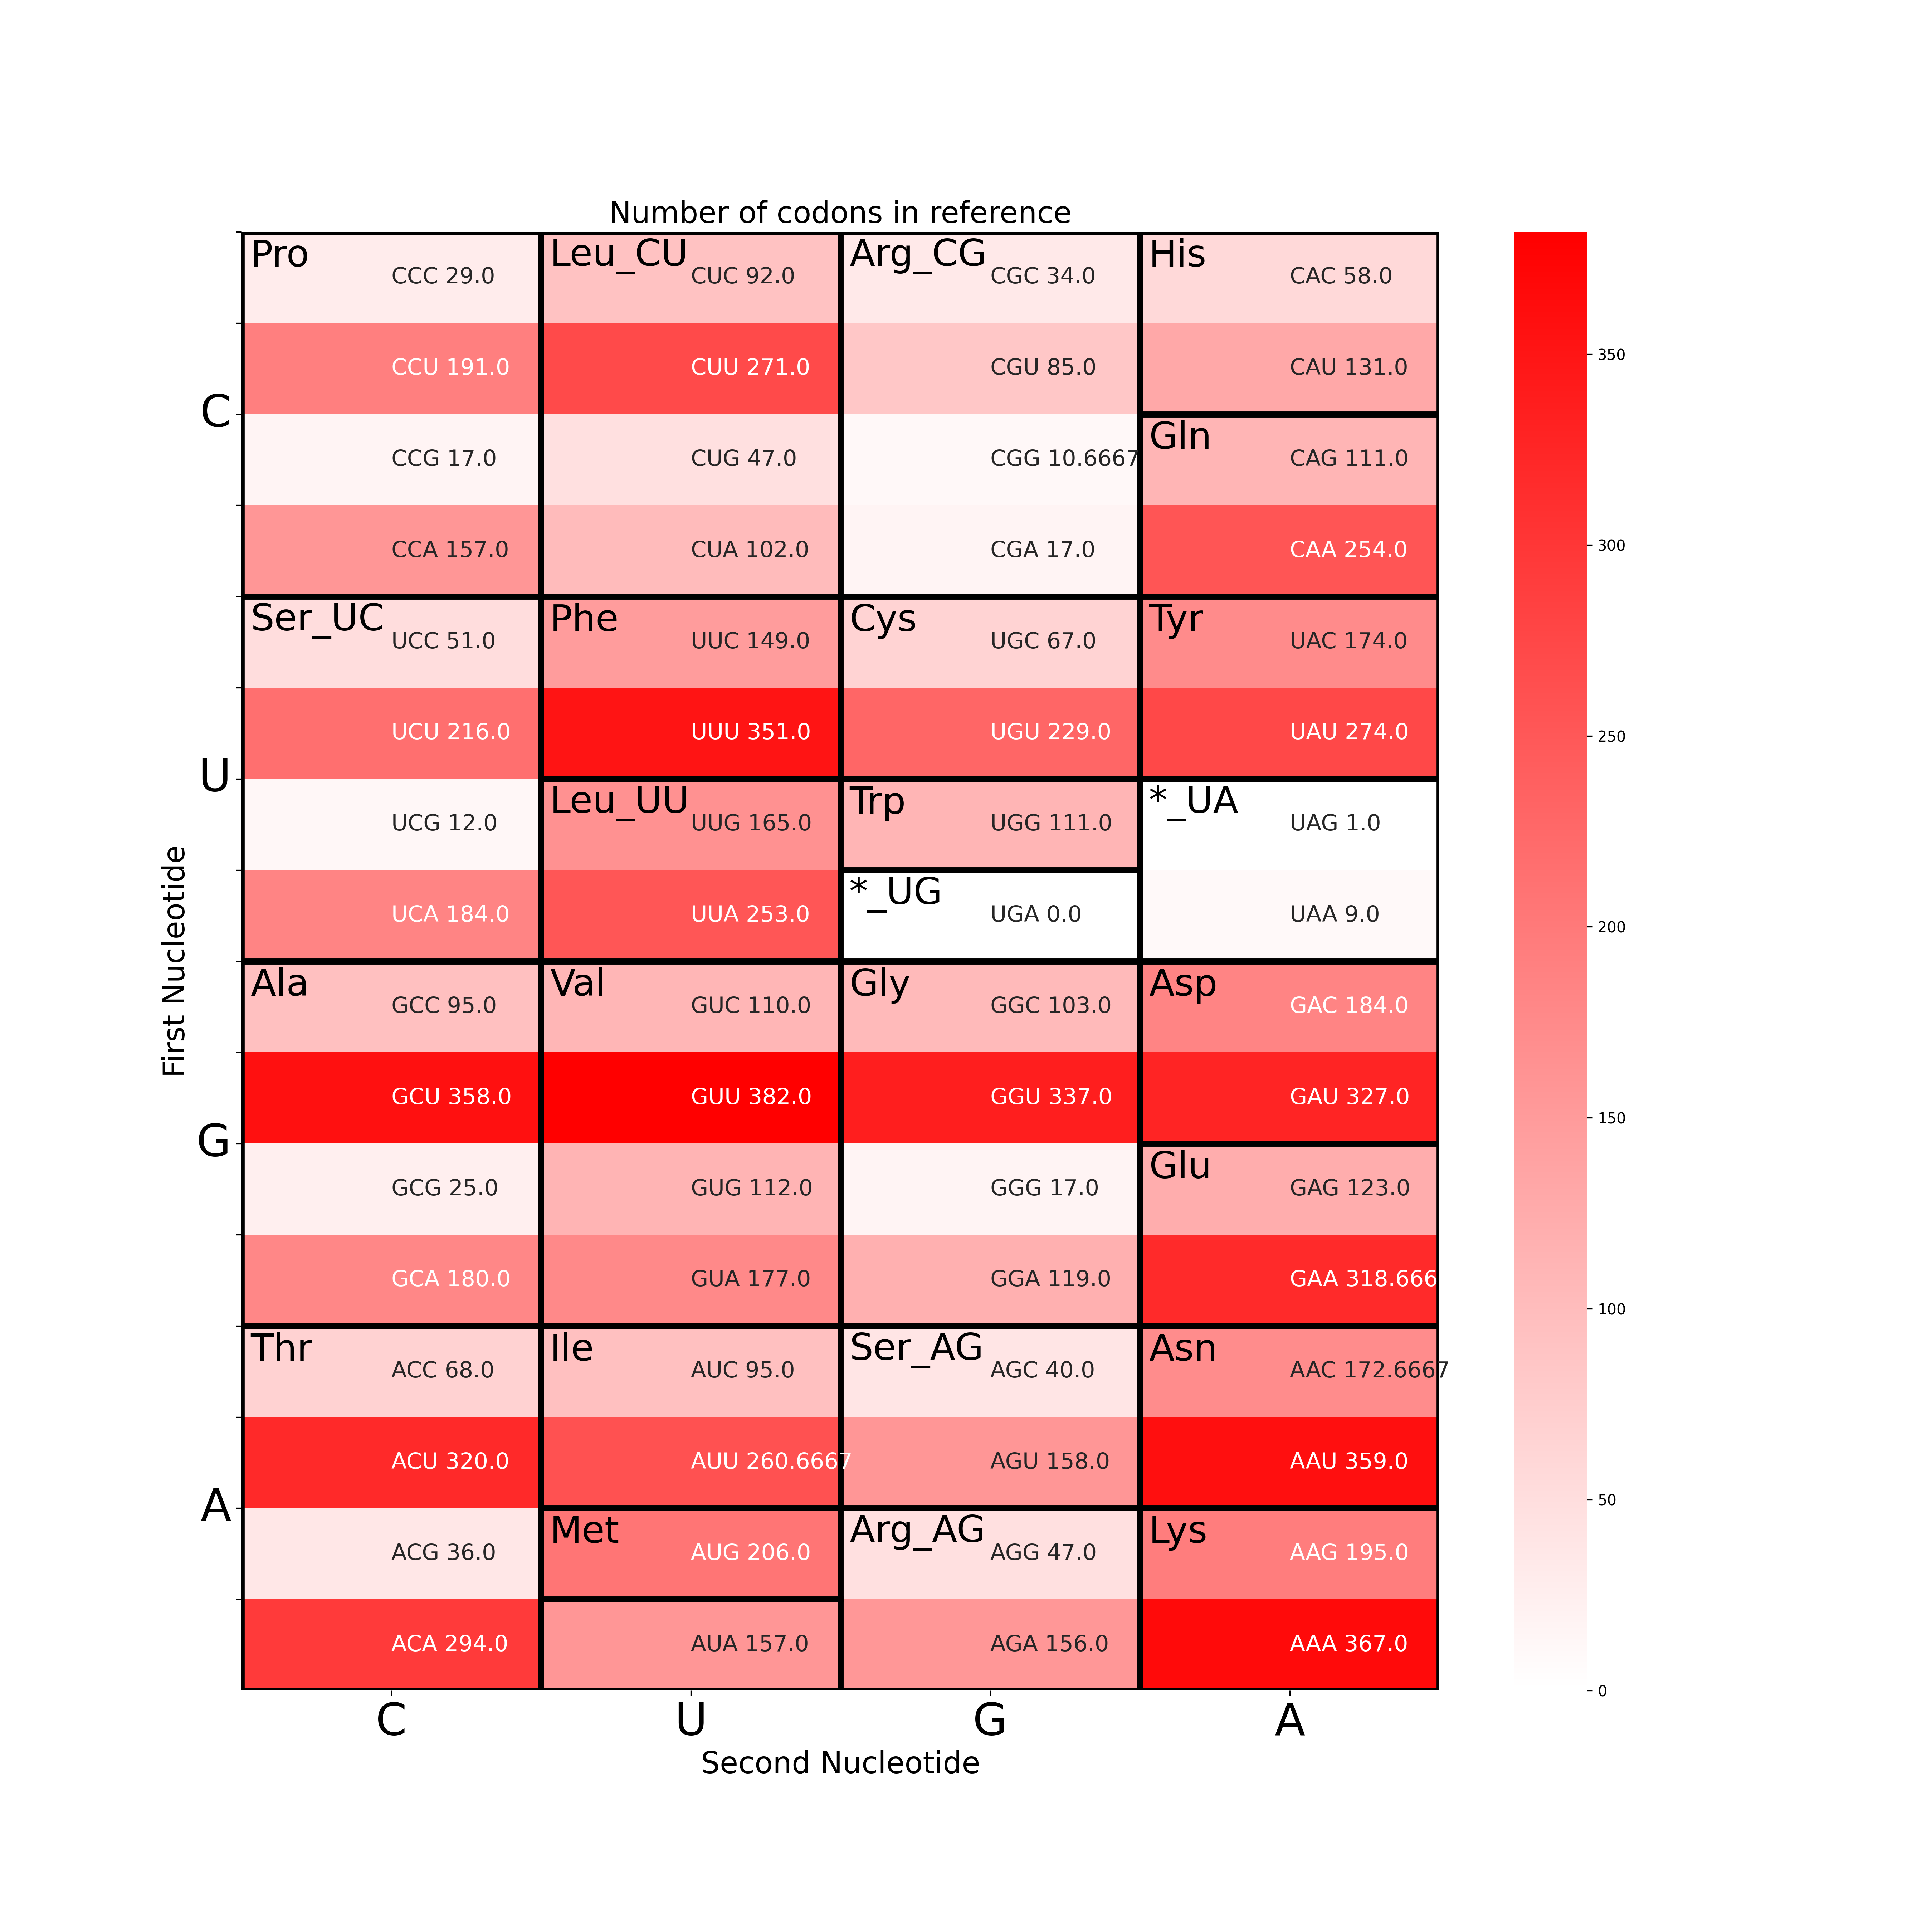 Number of codons in reference
Pro Leu_CU Arg_CG His
CCC 29.0 CUC 92.0 CGC 34.0 CAC 58.0
350
CCU 191.0 CUU 271.0 CGU 85.0 CAU 131.0
C
Gln
CCG 17.0 CUG 47.0 CGG 10.6667 CAG 111.0
300
CCA 157.0 CUA 102.0 CGA 17.0 CAA 254.0
Ser_UC Phe Cys Tyr
UCC 51.0 UUC 149.0 UGC 67.0 UAC 174.0
250
UCU 216.0 UUU 351.0 UGU 229.0 UAU 274.0
U
Leu_UU Trp *_UA
UCG 12.0 UUG 165.0 UGG 111.0 UAG 1.0
*_UG
UCA 184.0 UUA 253.0 UGA 0.0 UAA 9.0
200
First Nucleotide
Ala Val Gly Asp
GCC 95.0 GUC 110.0 GGC 103.0 GAC 184.0
GCU 358.0 GUU 382.0 GGU 337.0 GAU 327.0
150
G
Glu
GCG 25.0 GUG 112.0 GGG 17.0 GAG 123.0
GCA 180.0 GUA 177.0 GGA 119.0 GAA 318.666
100
Thr Ile Ser_AG Asn
ACC 68.0 AUC 95.0 AGC 40.0 AAC 172.6667
ACU 320.0 AUU 260.6667 AGU 158.0 AAU 359.0
50
A
Met Arg_AG Lys
ACG 36.0 AUG 206.0 AGG 47.0 AAG 195.0
ACA 294.0 AUA 157.0 AGA 156.0 AAA 367.0
0
C U G A
Second Nucleotide